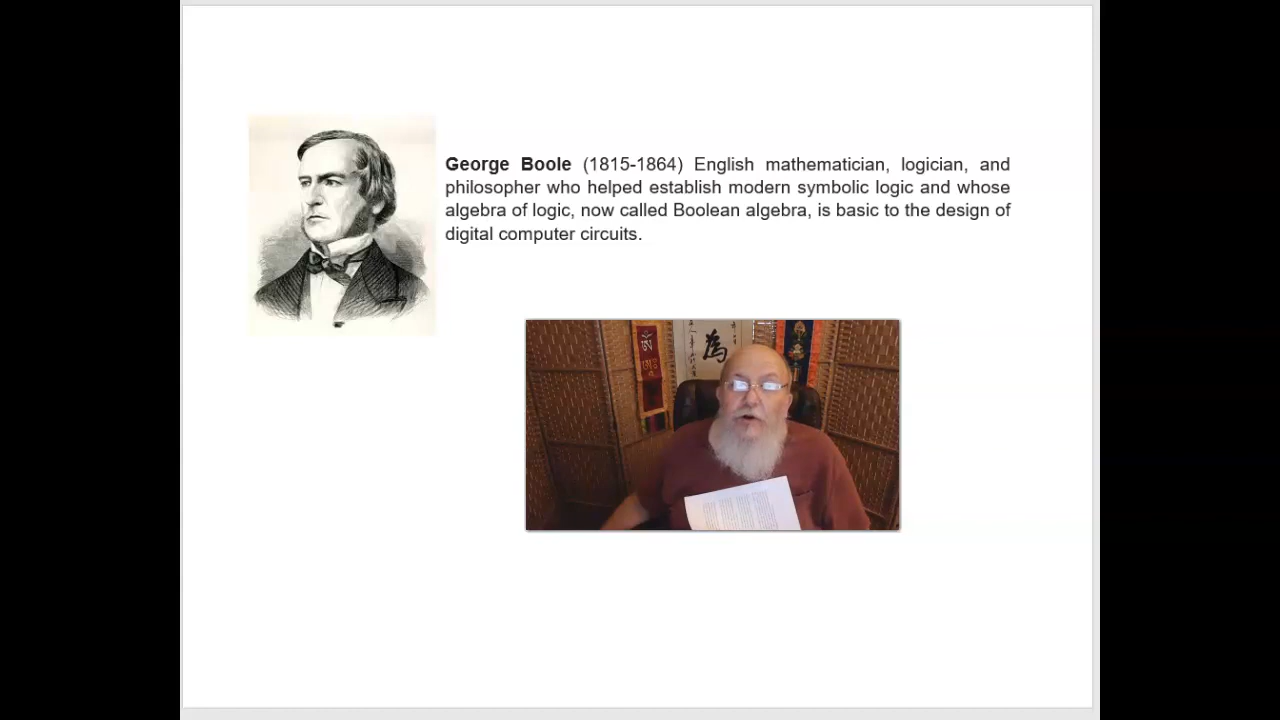 George Boole (1815-1864) English mathematician, logician, and
philosopher who helped establish modern symbolic logic and whose
algebra of logic, now called Boolean algebra, is basic to the design of
digital computer circuits.
為